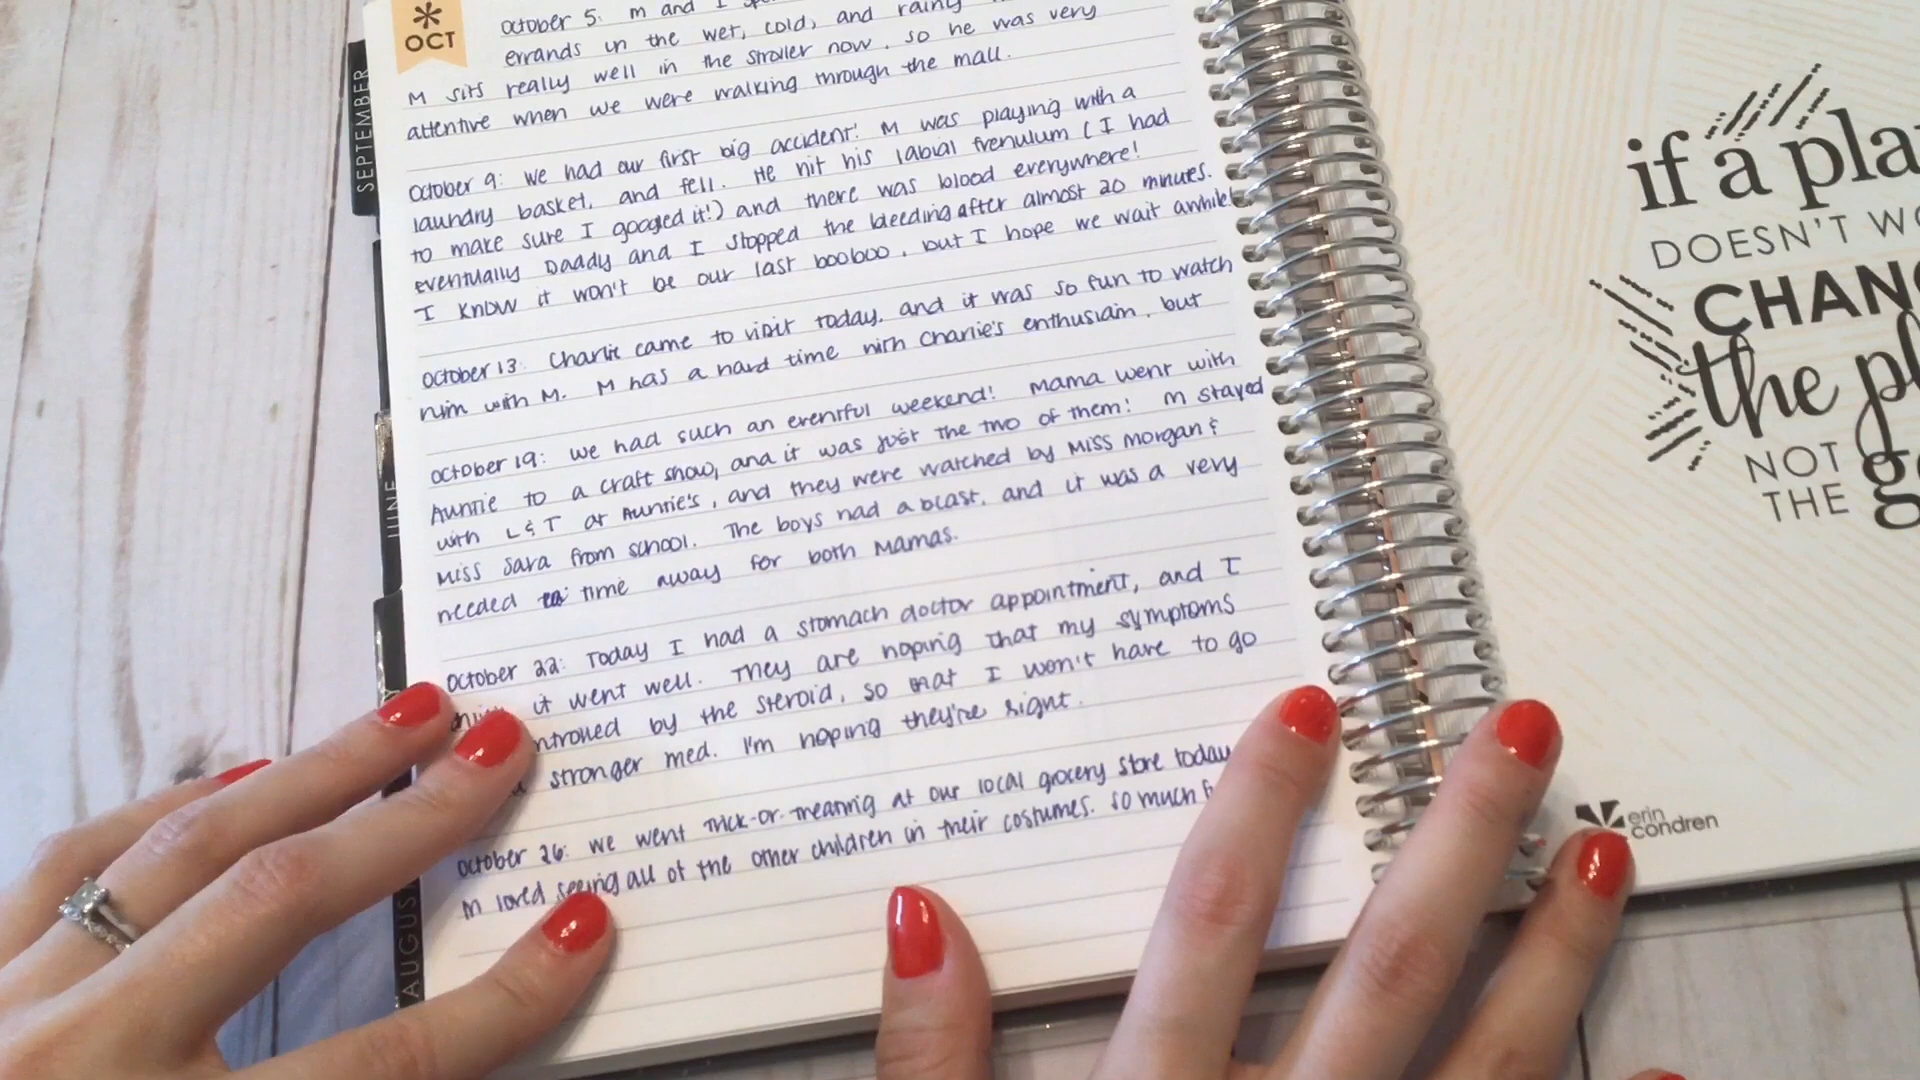 OCT
October 5: M and I
errands in the wet, cold, and rainy
M sits really well in the stroller now, so he was very
attentive when we were walking through the mall.
October 9: we had our first big accident! M was playing with a
laundry basket, and fell. He hit his labial frenulum (I had
to make sure I googled it!) and there was blood everywhere!
eventually Daddy and I stopped the bleeding after almost 20 minutes.
I know it won't be our last booboo, but I hope we wait awhile!
October 13: Charlie came to visit today, and it was so fun to watch
him with M. M has a hard time with Charlie's enthusiam, but
October 19: we had such an eventful weekend! Mama went with
Auntie to a craft show, and it was just the two of them! M stayed
with L & T at Auntie's, and they were watched by Miss Morgan &
Miss Sara from school. The boys had a blast, and it was a very
needed time away for both Mamas.
October 22: Today I had a stomach doctor appointment, and I
it went well. They are hoping that my symptoms
ntrolled by the steroid, so that I won't have to go
stronger med. I'm hoping they're right.
October 26: we went trick-or-treating at our local grocery store today
M loved seeing all of the other children in their costumes. So much f
SEPTEMBER
JUNE
AUGUST
if a pla
DOESN'T WO
CHAN
the pl
NOT
THE
go
erin
condren